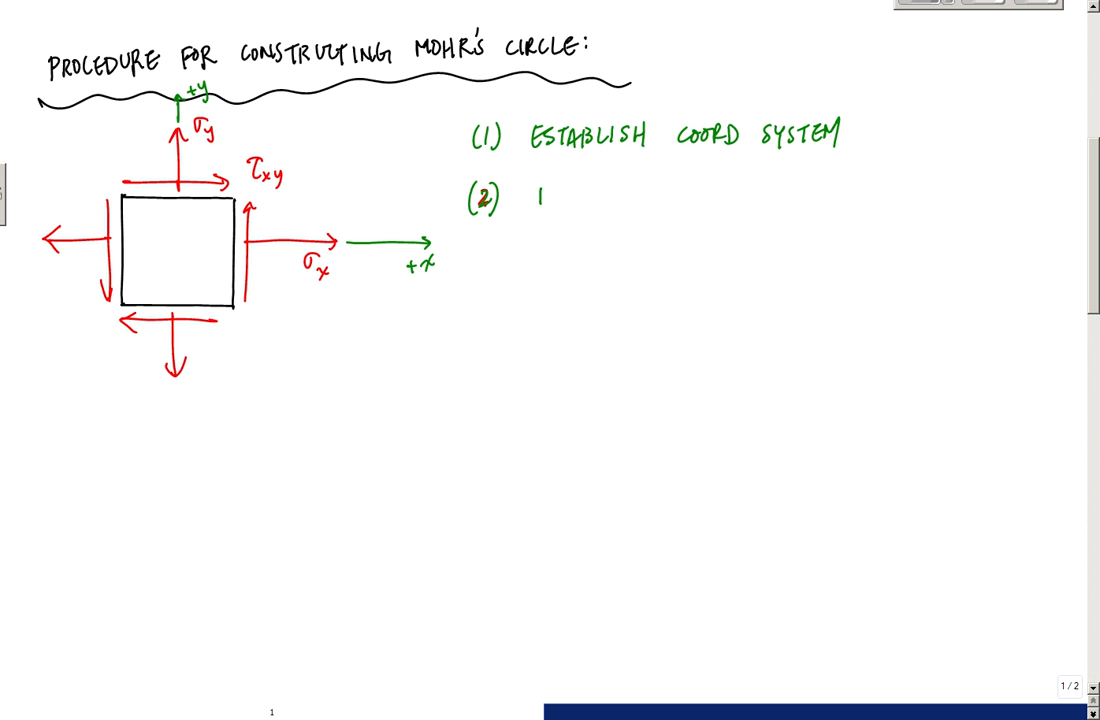 PROCEDURE FOR CONSTRUCTING MOHR'S CIRCLE:
+y
σy
(1) ESTABLISH COORD SYSTEM
τxy
(2) I
σx
+x
1/2
1